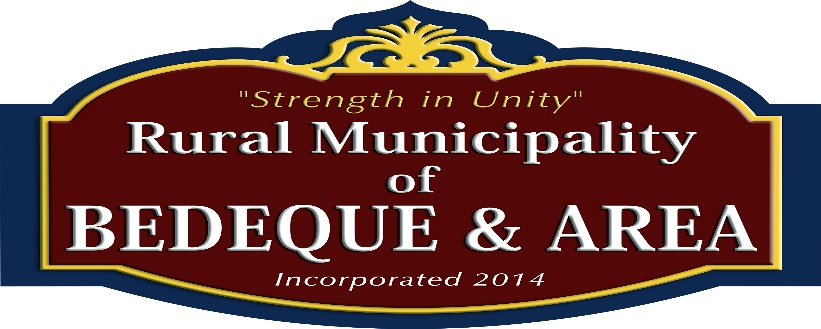 "Strength in Unity"
Rural Municipality
of
BEDEQUE & AREA
Incorporated 2014